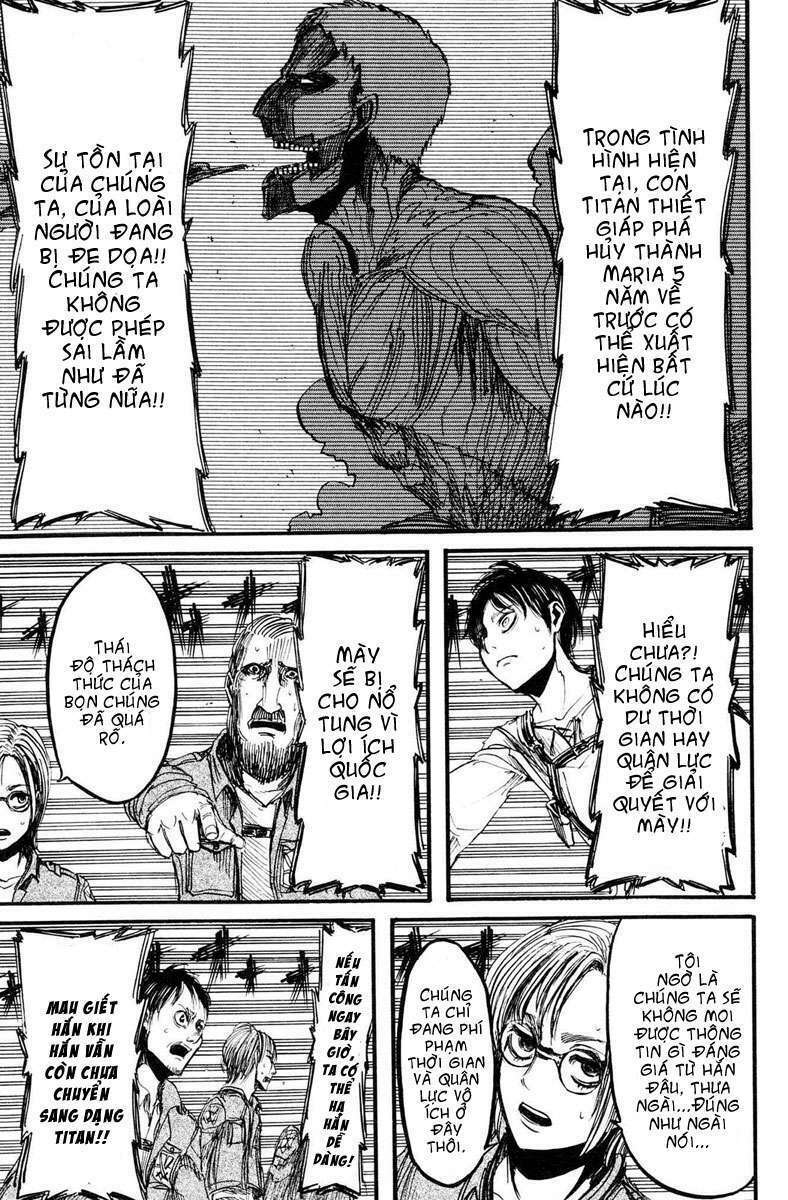 TRONG TÌNH
HÌNH HIỆN
TẠI, CON
TITAN THIẾT
GIÁP PHÁ
HỦY THÀNH
MARIA 5
NĂM VỀ
TRƯỚC CÓ
THỂ XUẤT
HIỆN BẤT
CỨ LÚC
NÀO!!
SỰ TỒN TẠI
CỦA CHÚNG
TA, CỦA LOÀI
NGƯỜI ĐANG
BỊ ĐE DỌA!!
CHÚNG TA
KHÔNG
ĐƯỢC PHÉP
SAI LẦM
NHƯ ĐÃ
TỪNG NỮA!!
HIỂU
CHƯA?!
CHÚNG TA
KHÔNG CÓ
DƯ THỜI
GIAN HAY
QUÂN LỰC
ĐỂ GIẢI
QUYẾT VỚI
MÀY!!
MÀY
SẼ BỊ
CHO NỔ
TUNG VÌ
LỢI ÍCH
QUỐC
GIA!!
THÁI
ĐỘ THÁCH
THỨC CỦA
BỌN CHÚNG
ĐÃ QUÁ
RÕ.
TÔI
NGỜ LÀ
CHÚNG TA SẼ
KHÔNG MOI
ĐƯỢC THÔNG
TIN GÌ ĐÁNG
GIÁ TỪ HẮN
ĐÂU, THƯA
NGÀI...ĐÚNG
NHƯ NGÀI
NÓI...
CHÚNG
TA CHỈ
ĐANG PHÍ
PHẠM
THỜI GIAN
VÀ QUÂN
LỰC VÔ
ÍCH Ở
ĐÂY
THÔI.
NẾU
TẤN
CÔNG
NGAY BÂY
GIỜ, TA CÓ
THỂ HẠ
HẮN DỄ
DÀNG!
MAU GIẾT
HẮN KHI
HẮN VẪN
CÒN CHƯA
CHUYỂN
SANG DẠNG
TITAN!!